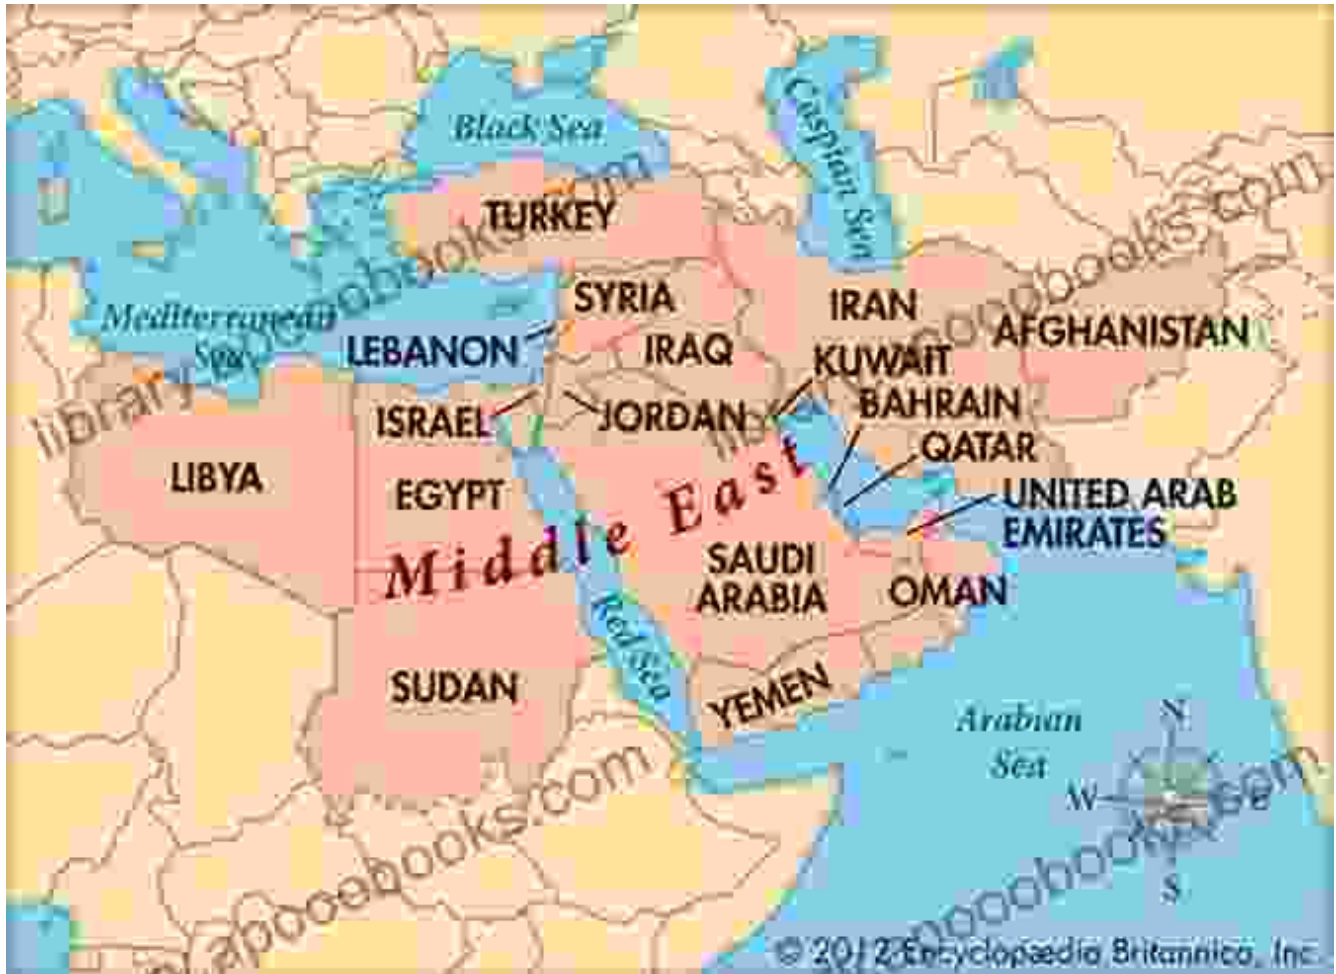 Black Sea
Caspian Sea
TURKEY
SYRIA
IRAN
Mediterranean
Sea
LEBANON
IRAQ
AFGHANISTAN
KUWAIT
ISRAEL
JORDAN
BAHRAIN
QATAR
LIBYA
EGYPT
UNITED ARAB
EMIRATES
Middle East
SAUDI
ARABIA
OMAN
Red Sea
SUDAN
YEMEN
Arabian
Sea
N
W
S
© 2012 Encyclopædia Britannica, Inc.